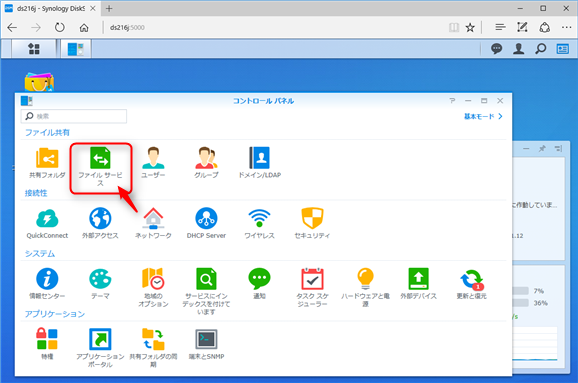 ds216j - Synology DiskS
ds216j:5000
コントロール パネル
検索
基本モード
ファイル共有
共有フォルダ
ファイル サービス
ユーザー
グループ
ドメイン/LDAP
接続性
QuickConnect
外部アクセス
ネットワーク
DHCP Server
ワイヤレス
セキュリティ
に作動していま...
1.12
システム
情報センター
テーマ
地域の
オプション
サービスにイン
デックスを付けて
います
通知
タスク スケ
ジューラー
ハードウェアと電
源
外部デバイス
1
更新と復元
7%
36%
/s
アプリケーション
特権
アプリケーション
ポータル
共有フォルダの同
期
端末とSNMP